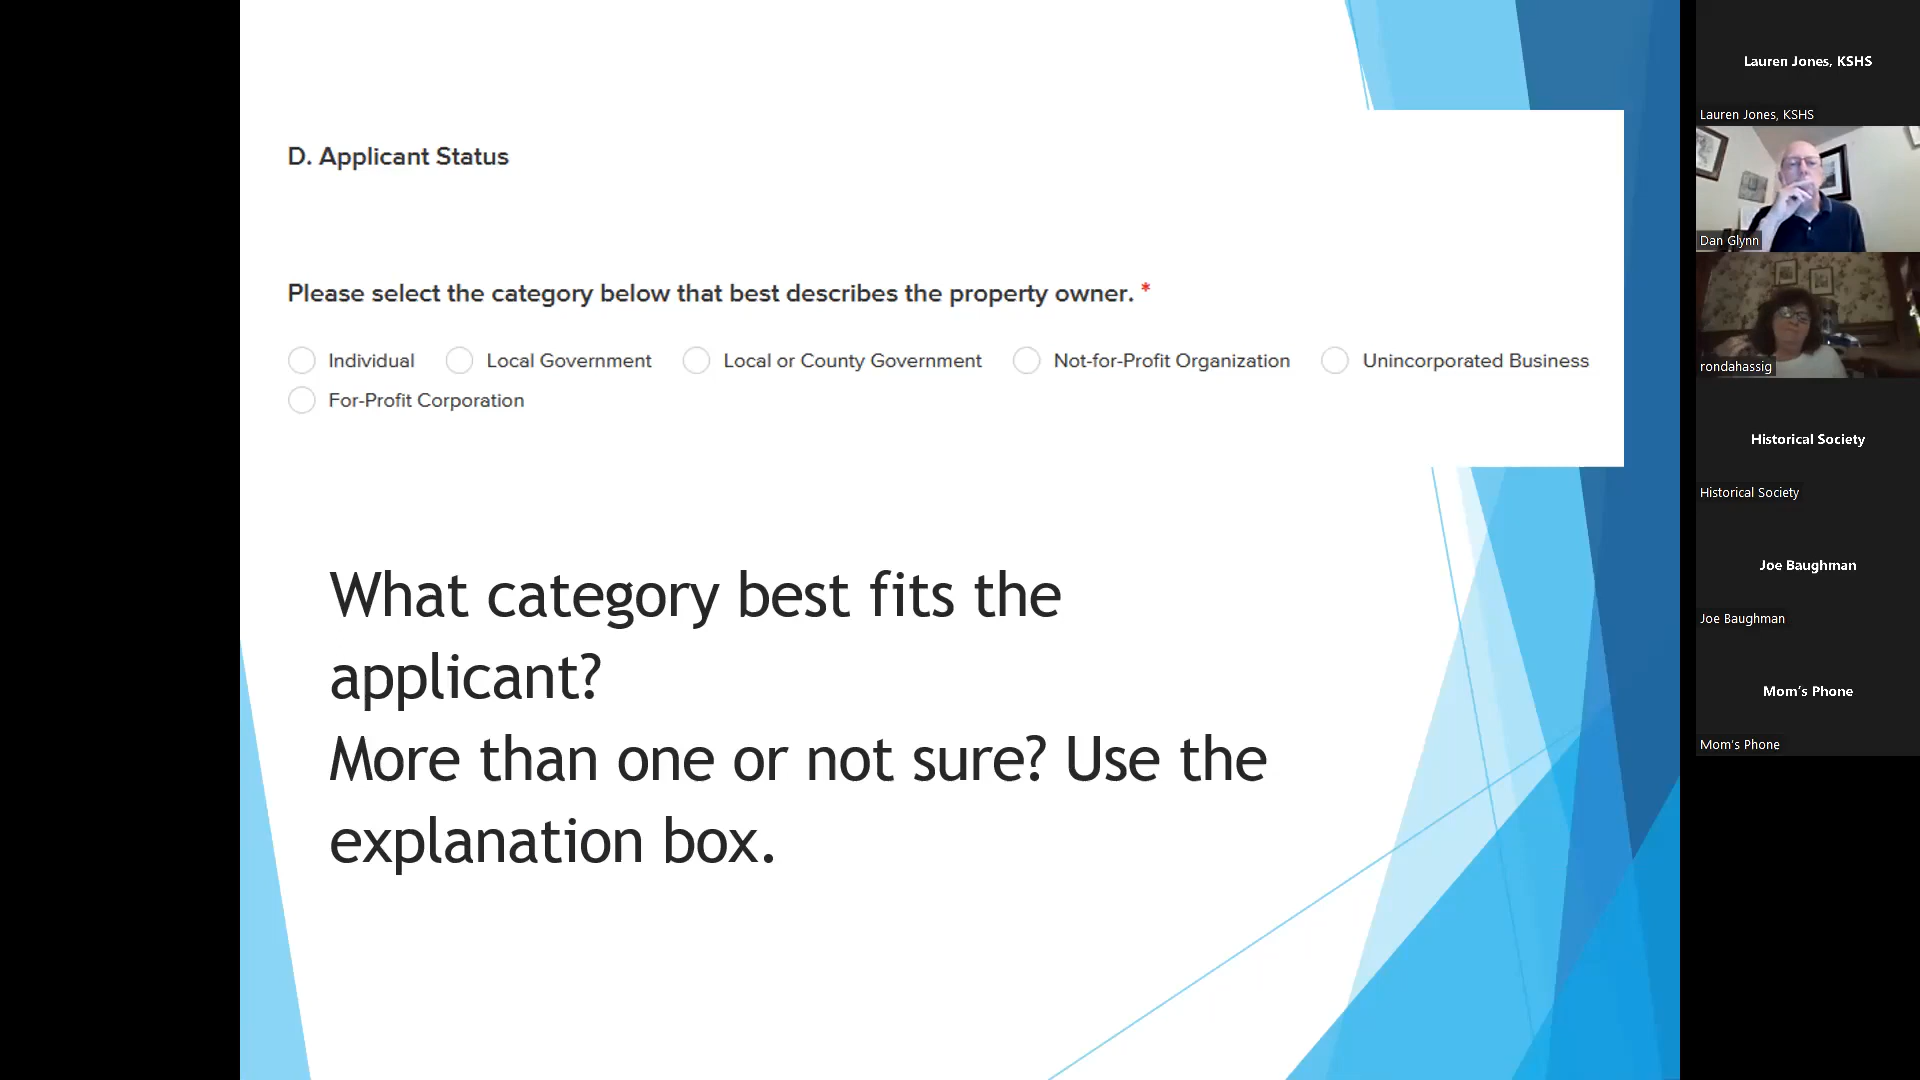 D. Applicant Status
Please select the category below that best describes the property owner. *
Individual Local Government Local or County Government Not-for-Profit Organization Unincorporated Business
For-Profit Corporation
What category best fits the
applicant?
More than one or not sure? Use the
explanation box.
Lauren Jones, KSHS
Lauren Jones, KSHS
Dan Glynn
rondahassig
Historical Society
Historical Society
Joe Baughman
Joe Baughman
Mom's Phone
Mom's Phone